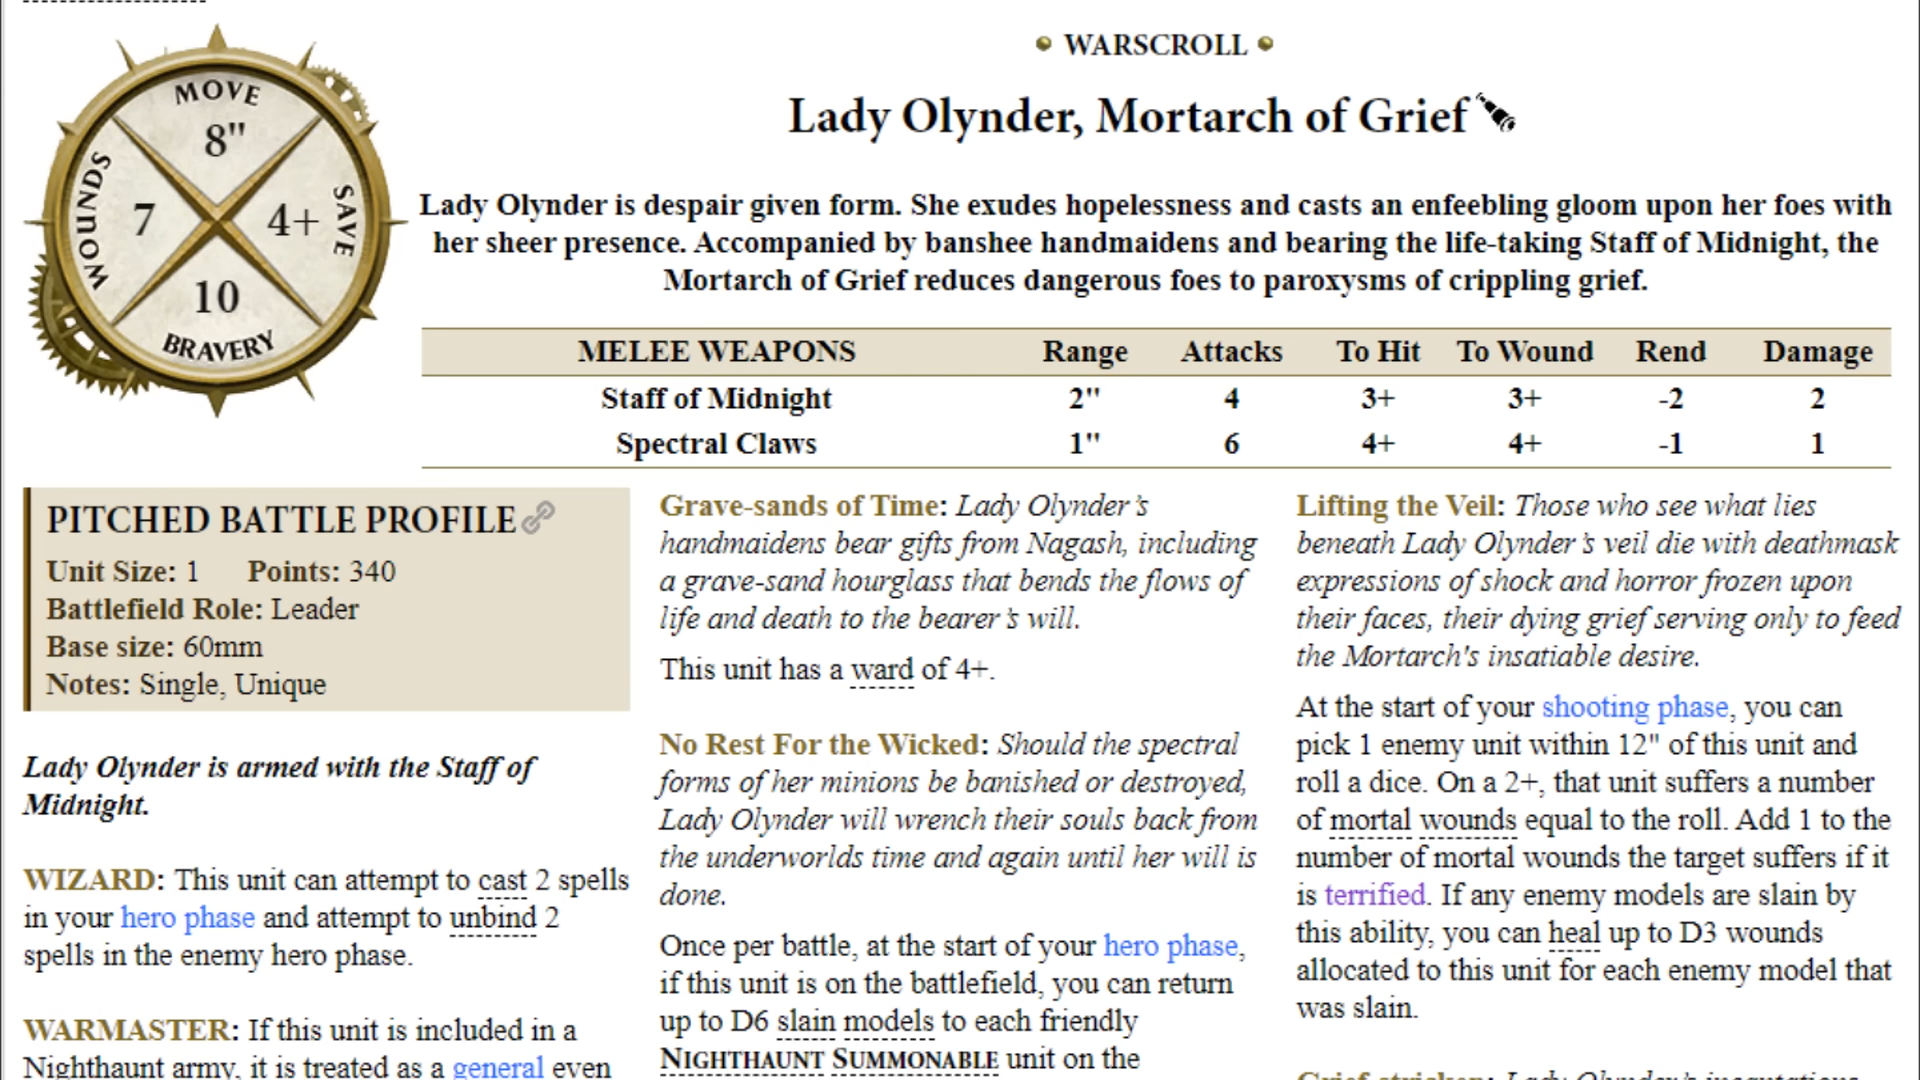 WARSCROLL
Lady Olynder, Mortarch of Grief
MOVE
8"
WOUNDS
7
4+
SAVE
10
BRAVERY
Lady Olynder is despair given form. She exudes hopelessness and casts an enfeebling gloom upon her foes with
her sheer presence. Accompanied by banshee handmaidens and bearing the life-taking Staff of Midnight, the
Mortarch of Grief reduces dangerous foes to paroxysms of crippling grief.
MELEE WEAPONS Range Attacks To Hit To Wound Rend Damage
Staff of Midnight 2" 4 3+ 3+ -2 2
Spectral Claws 1" 6 4+ 4+ -1 1
PITCHED BATTLE PROFILE
Unit Size: 1 Points: 340
Battlefield Role: Leader
Base size: 60mm
Notes: Single, Unique
Lady Olynder is armed with the Staff of
Midnight.
WIZARD: This unit can attempt to cast 2 spells
in your hero phase and attempt to unbind 2
spells in the enemy hero phase.
WARMASTER: If this unit is included in a
Nighthaunt army, it is treated as a general even
Grave-sands of Time: Lady Olynder's
handmaidens bear gifts from Nagash, including
a grave-sand hourglass that bends the flows of
life and death to the bearer's will.
This unit has a ward of 4+.
No Rest For the Wicked: Should the spectral
forms of her minions be banished or destroyed,
Lady Olynder will wrench their souls back from
the underworlds time and again until her will is
done.
Once per battle, at the start of your hero phase,
if this unit is on the battlefield, you can return
up to D6 slain models to each friendly
NIGHTHAUNT SUMMONABLE unit on the
Lifting the Veil: Those who see what lies
beneath Lady Olynder's veil die with deathmask
expressions of shock and horror frozen upon
their faces, their dying grief serving only to feed
the Mortarch's insatiable desire.
At the start of your shooting phase, you can
pick 1 enemy unit within 12" of this unit and
roll a dice. On a 2+, that unit suffers a number
of mortal wounds equal to the roll. Add 1 to the
number of mortal wounds the target suffers if it
is terrified. If any enemy models are slain by
this ability, you can heal up to D3 wounds
allocated to this unit for each enemy model that
was slain.
Grief-stricken: Lady Olynder's incantations